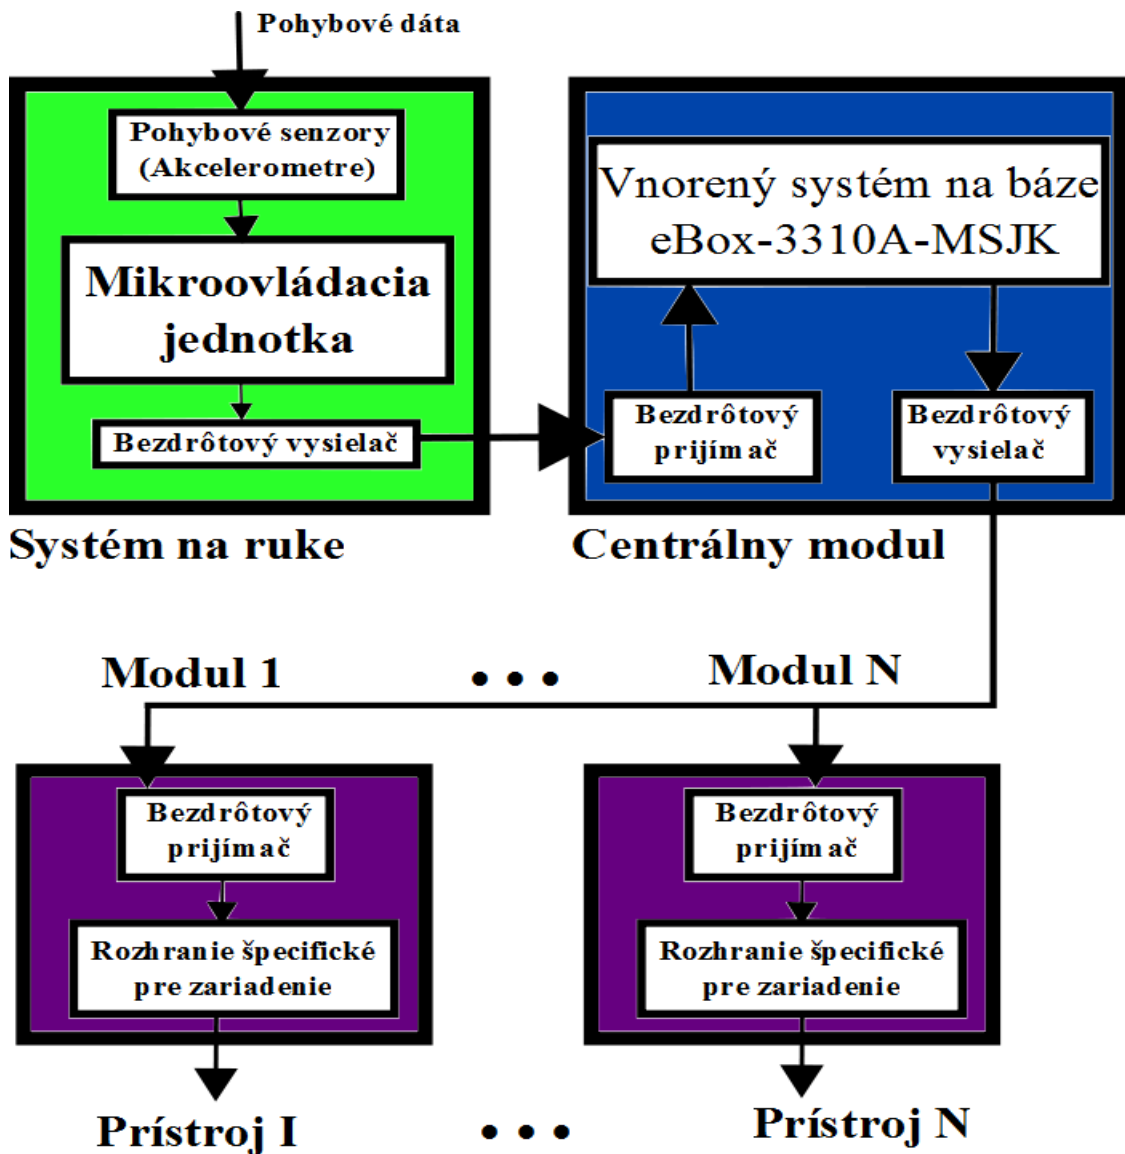 Pohybové dáta
Pohybové senzory
(Akcelerometre)
Mikroovládacia
jednotka
Bezdrôtový vysielač
Systém na ruke
Vnorený systém na báze
eBox-3310A-MSJK
Bezdrôtový
prijímač
Bezdrôtový
vysielač
Centrálny modul
Modul 1
• • •
Modul N
Bezdrôtový
prijímač
Rozhranie špecifické
pre zariadenie
Bezdrôtový
prijímač
Rozhranie špecifické
pre zariadenie
Prístroj I
• • •
Prístroj N